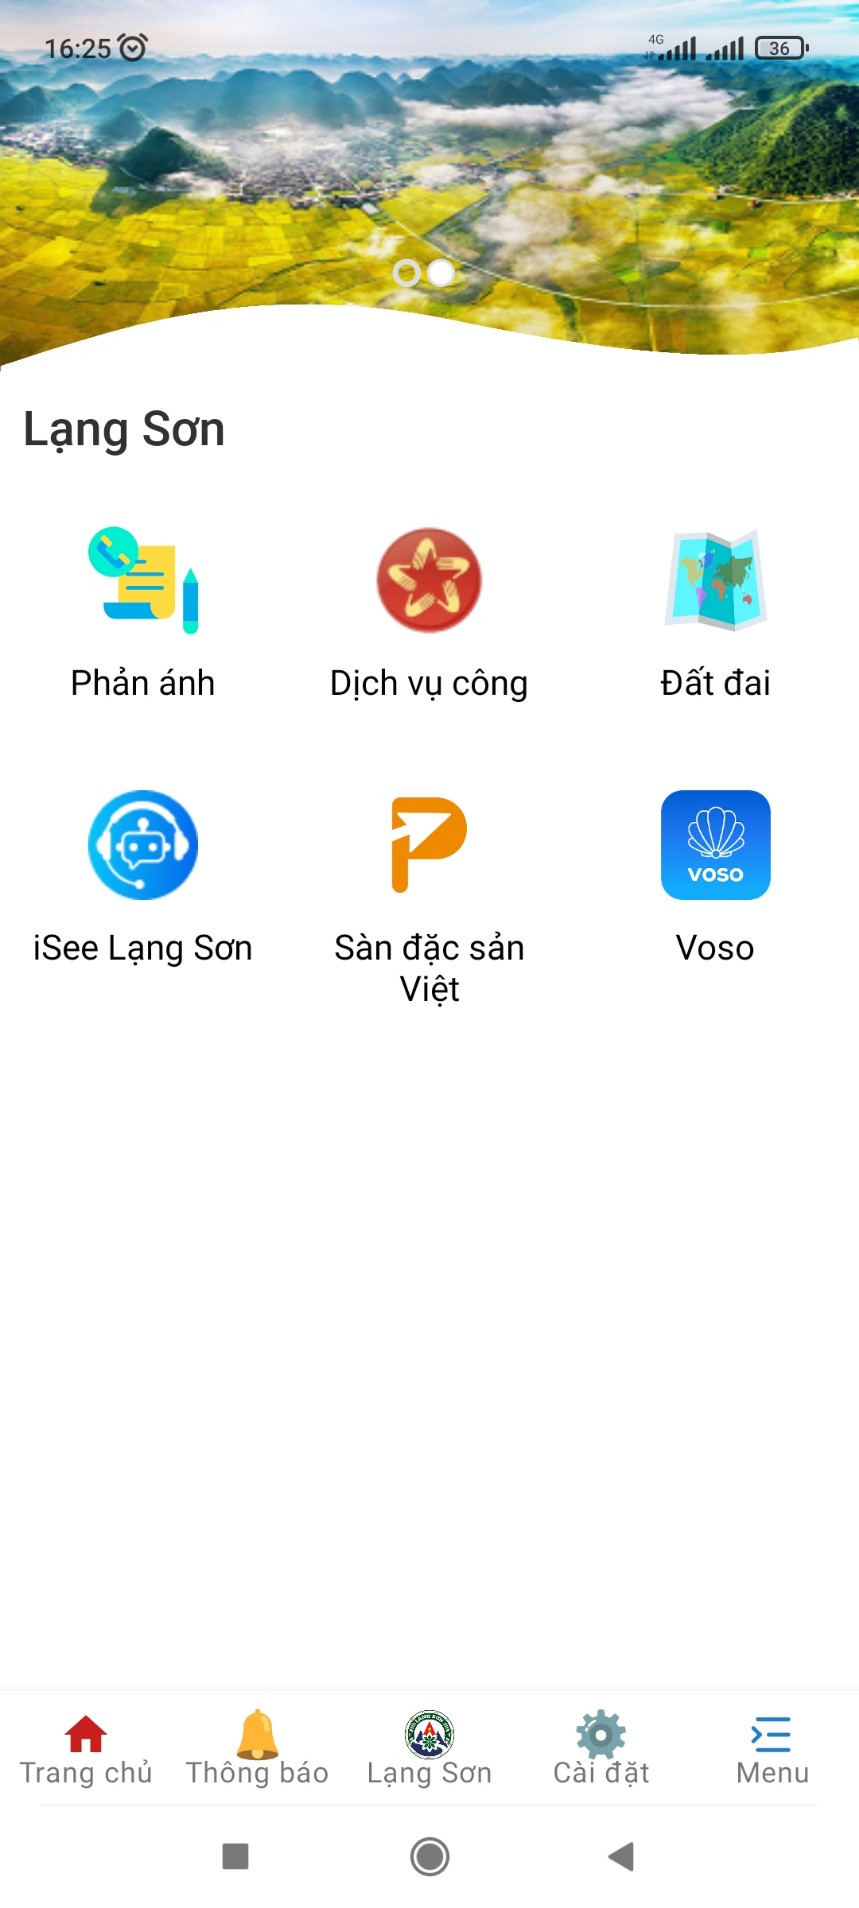 16:25
4G
36
Lạng Sơn
Phản ánh
Dịch vụ công
Đất đai
VOSO
iSee Lạng Sơn
Sàn đặc sản
Việt
Voso
Trang chủ
Thông báo
Lạng Sơn
Cài đặt
Menu